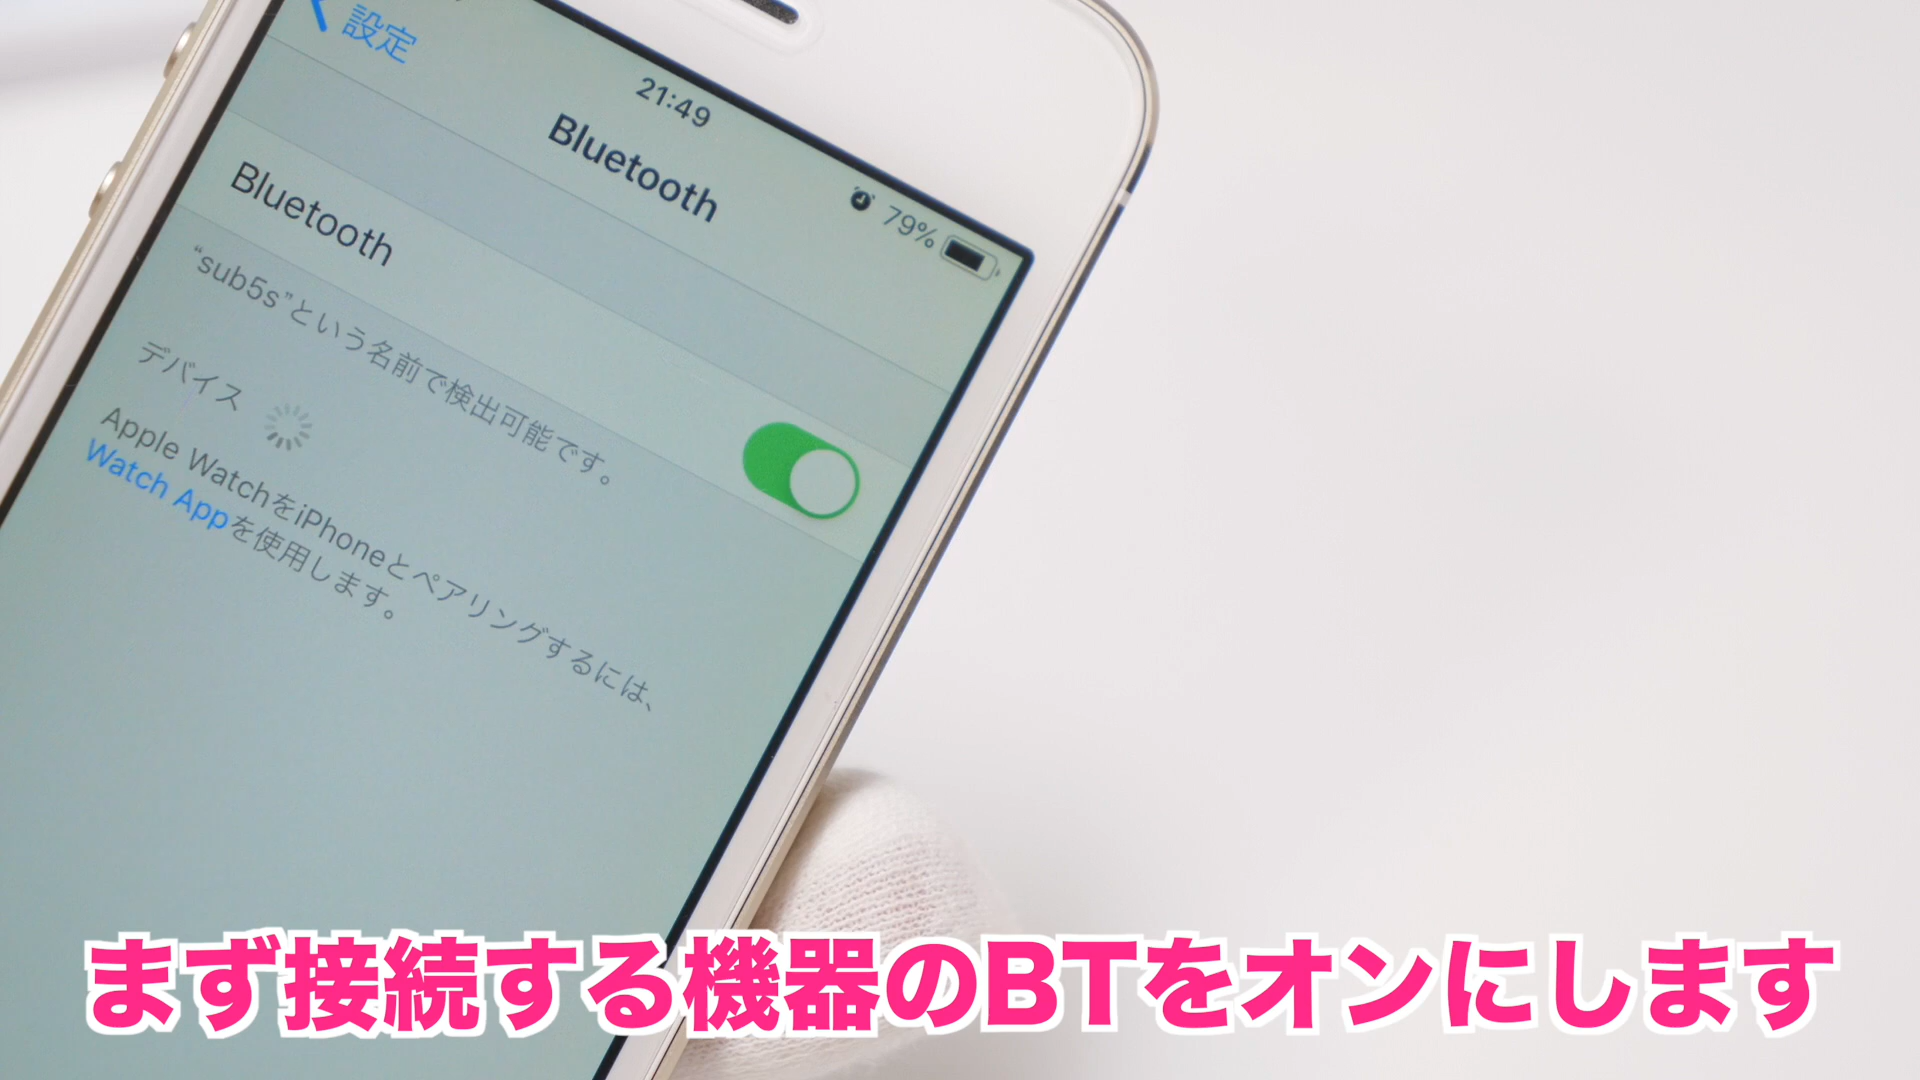 設定
21:49
79%
Bluetooth
Bluetooth
“sub5s”という名前で検出可能です。
デバイス
Apple WatchをiPhoneとペアリングするには、
Watch Appを使用します。
まず接続する機器のBTをオンにします